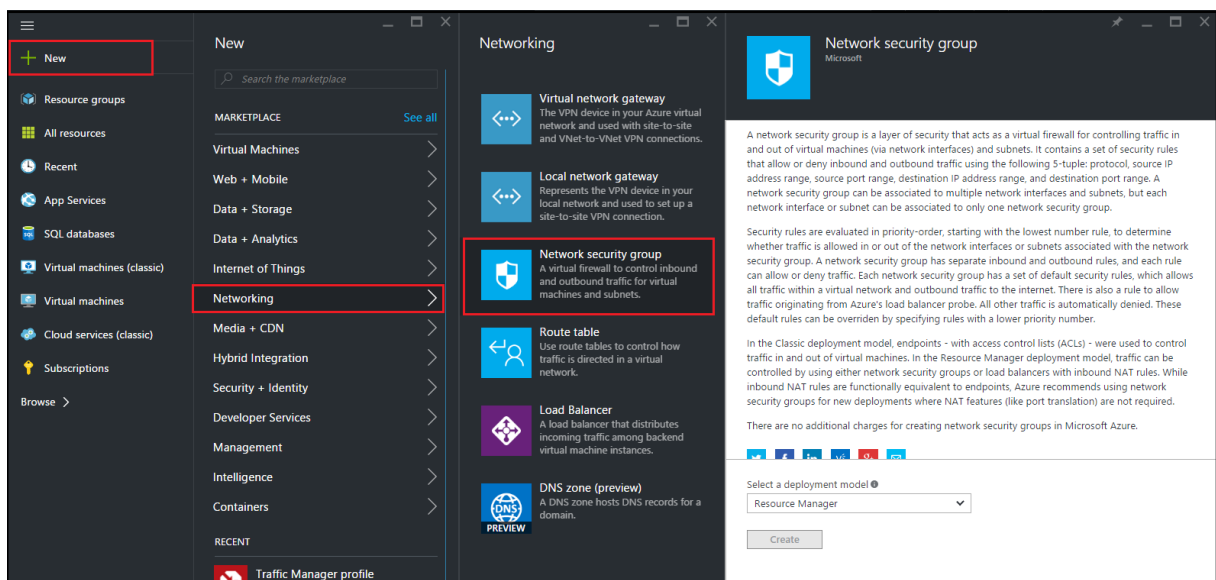 New
Resource groups
All resources
Recent
App Services
SQL databases
Virtual machines (classic)
Virtual machines
Cloud services (classic)
Subscriptions
Browse
New
Search the marketplace
MARKETPLACE See all
Virtual Machines
Web + Mobile
Data + Storage
Data + Analytics
Internet of Things
Networking
Media + CDN
Hybrid Integration
Security + Identity
Developer Services
Management
Intelligence
Containers
RECENT
Traffic Manager profile
Networking
Virtual network gateway
The VPN device in your Azure virtual
network and used with site-to-site
and VNet-to-VNet VPN connections.
Local network gateway
Represents the VPN device in your
local network and used to set up a
site-to-site VPN connection.
Network security group
A virtual firewall to control inbound
and outbound traffic for virtual
machines and subnets.
Route table
Use route tables to control how
traffic is directed in a virtual
network.
Load Balancer
A load balancer that distributes
incoming traffic among backend
virtual machine instances.
DNS zone (preview)
A DNS zone hosts DNS records for a
domain.
DNS
PREVIEW
Network security group
Microsoft
A network security group is a layer of security that acts as a virtual firewall for controlling traffic in
and out of virtual machines (via network interfaces) and subnets. It contains a set of security rules
that allow or deny inbound and outbound traffic using the following 5-tuple: protocol, source IP
address range, source port range, destination IP address range, and destination port range. A
network security group can be associated to multiple network interfaces and subnets, but each
network interface or subnet can be associated to only one network security group.
Security rules are evaluated in priority-order, starting with the lowest number rule, to determine
whether traffic is allowed in or out of the network interfaces or subnets associated with the network
security group. A network security group has separate inbound and outbound rules, and each rule
can allow or deny traffic. Each network security group has a set of default security rules, which allows
all traffic within a virtual network and outbound traffic to the internet. There is also a rule to allow
traffic originating from Azure's load balancer probe. All other traffic is automatically denied. These
default rules can be overriden by specifying rules with a lower priority number.
In the Classic deployment model, endpoints - with access control lists (ACLs) - were used to control
traffic in and out of virtual machines. In the Resource Manager deployment model, traffic can be
controlled by using either network security groups or load balancers with inbound NAT rules. While
inbound NAT rules are functionally equivalent to endpoints, Azure recommends using network
security groups for new deployments where NAT features (like port translation) are not required.
There are no additional charges for creating network security groups in Microsoft Azure.
Select a deployment model
Resource Manager
Create